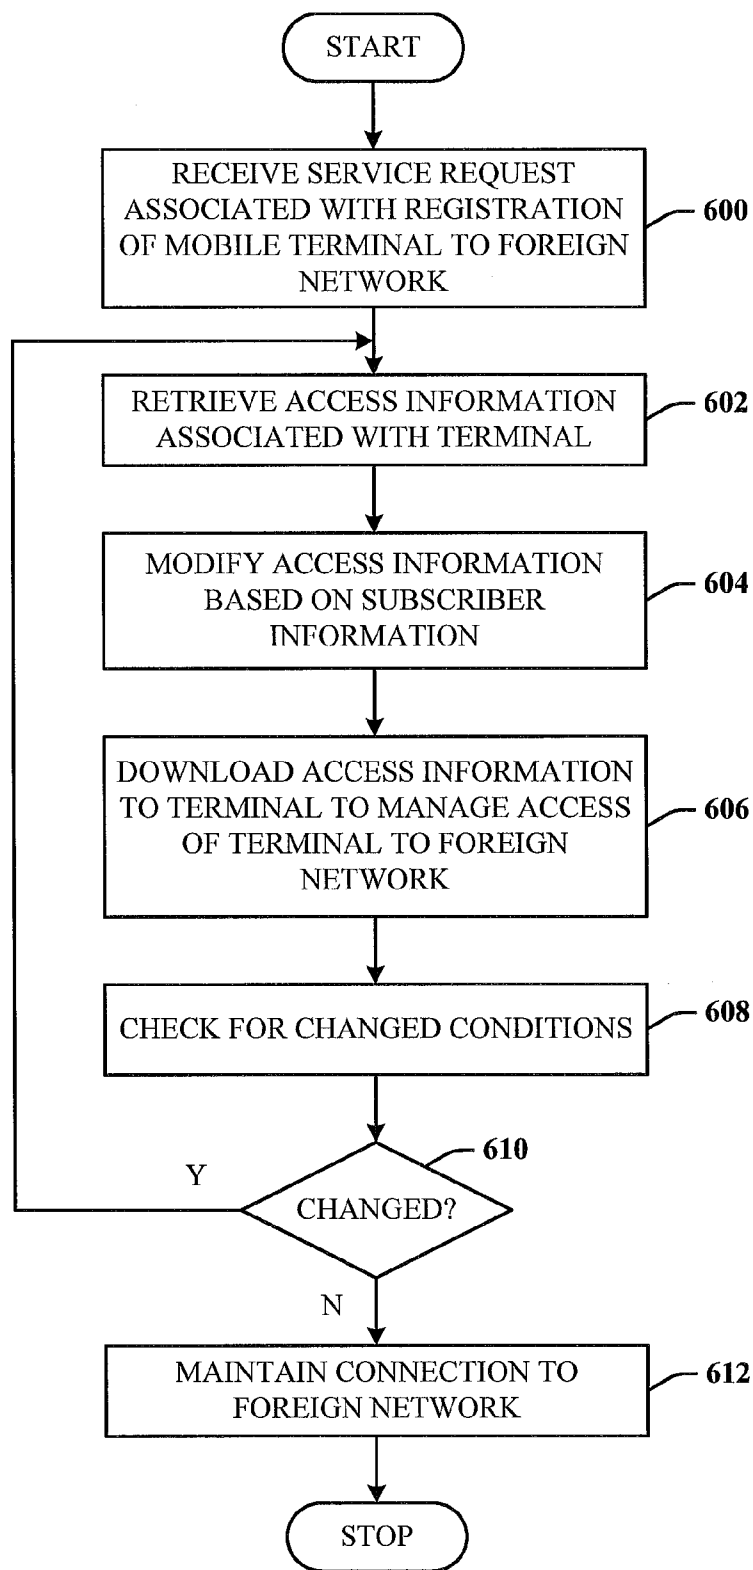 START
RECEIVE SERVICE REQUEST
ASSOCIATED WITH REGISTRATION
OF MOBILE TERMINAL TO FOREIGN
NETWORK
600
RETRIEVE ACCESS INFORMATION
ASSOCIATED WITH TERMINAL
602
MODIFY ACCESS INFORMATION
BASED ON SUBSCRIBER
INFORMATION
604
DOWNLOAD ACCESS INFORMATION
TO TERMINAL TO MANAGE ACCESS
OF TERMINAL TO FOREIGN
NETWORK
606
CHECK FOR CHANGED CONDITIONS
608
610
Y
CHANGED?
N
MAINTAIN CONNECTION TO
FOREIGN NETWORK
612
STOP